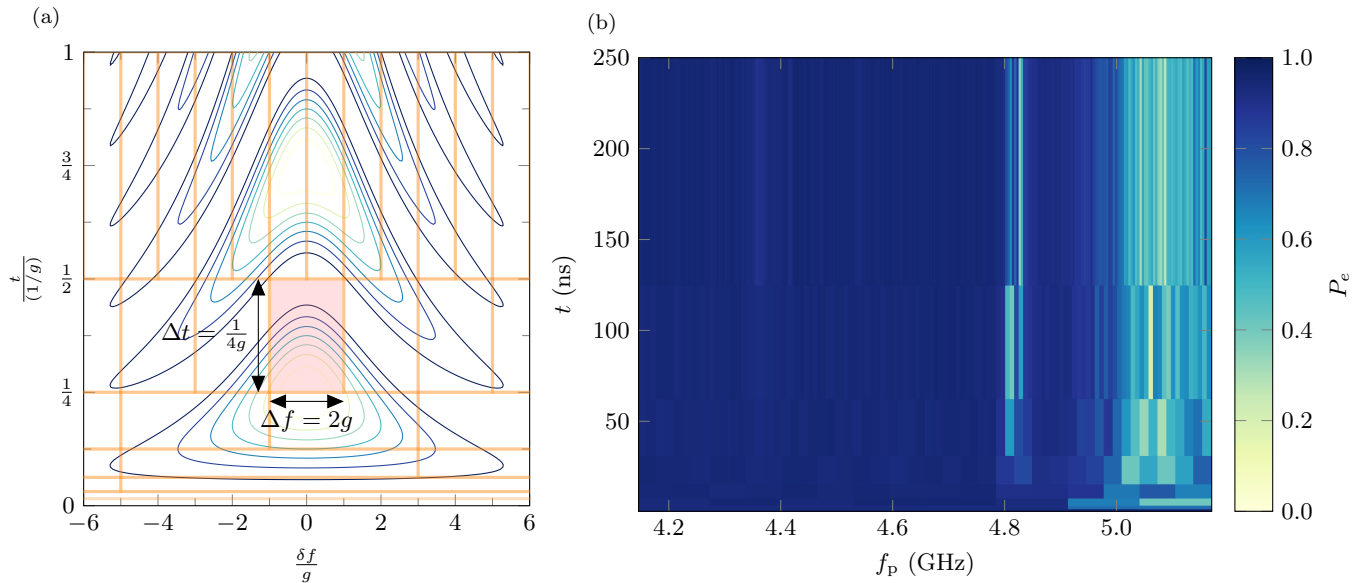 (a)
1
3/4
1/2
1/4
0
t/(1/g)
Δt = 1/4g
Δf = 2g
−6 −4 −2 0 2 4 6
δf/g
(b)
250
200
150
100
50
t (ns)
4.2 4.4 4.6 4.8 5.0
f_p (GHz)
1.0
0.8
0.6
0.4
0.2
0.0
P_e